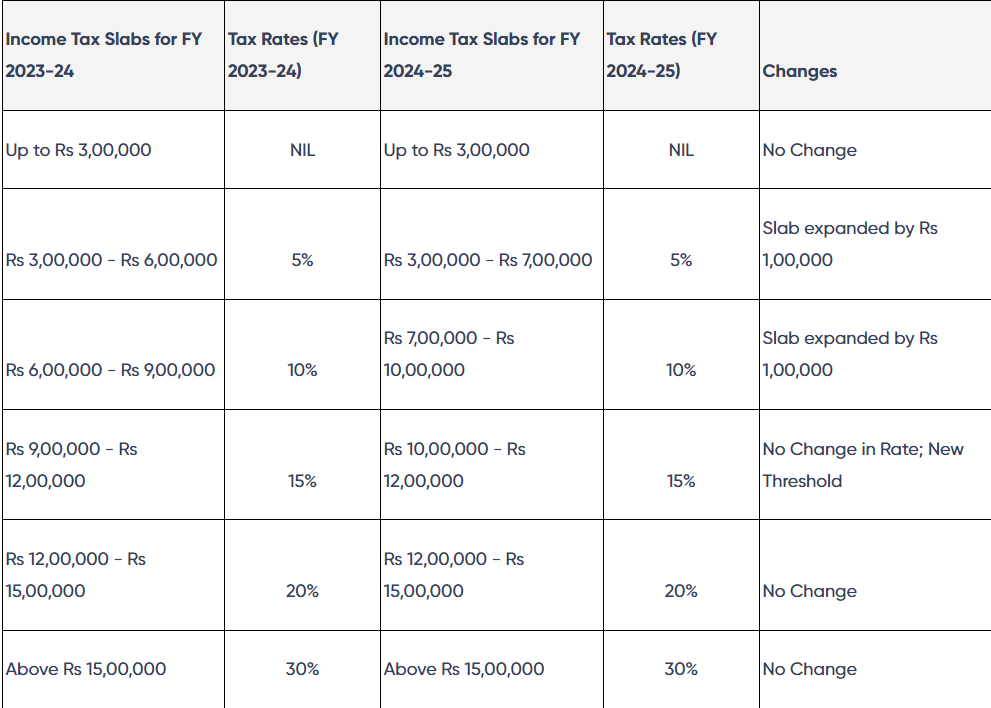 Income Tax Slabs for FY
2023-24)
Tax Rates (FY
2023-24)
Income Tax Slabs for FY
2024-25
Tax Rates (FY
2024-25)
Changes
Up to Rs 3,00,000
NIL
Up to Rs 3,00,000
NIL
No Change
Rs 3,00,000 - Rs 6,00,000
5%
Rs 3,00,000 - Rs 7,00,000
5%
Slab expanded by Rs
1,00,000
Rs 6,00,000 - Rs 9,00,000
10%
Rs 7,00,000 - Rs
10,00,000
10%
Slab expanded by Rs
1,00,000
Rs 9,00,000 - Rs
12,00,000
15%
Rs 10,00,000 - Rs
12,00,000
15%
No Change in Rate; New
Threshold
Rs 12,00,000 - Rs
15,00,000
20%
Rs 12,00,000 - Rs
15,00,000
20%
No Change
Above Rs 15,00,000
30%
Above Rs 15,00,000
30%
No Change